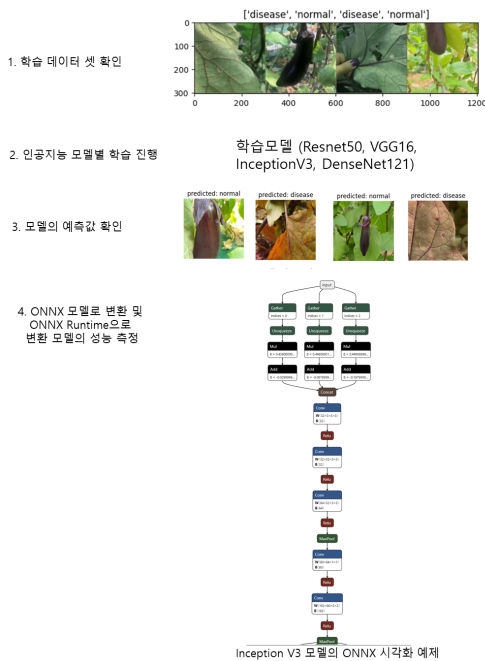 ['disease', 'normal', 'disease', 'normal']
0
100
200
300
0
200
400
600
800
1000
1200
1. 학습 데이터 셋 확인
2. 인공지능 모델별 학습 진행
학습모델 (Resnet50, VGG16,
InceptionV3, DenseNet121)
3. 모델의 예측값 확인
predicted: normal
predicted: disease
predicted: normal
predicted: disease
4. ONNX 모델로 변환 및
ONNX Runtime으로
변환 모델의 성능 측정
input
Gather
Gather
Gather
indices = 0
indices = 1
indices = 2
Unsqueeze
Unsqueeze
Unsqueeze
Mul
Mul
Mul
Add
Add
Add
Concat
Conv
Relu
Conv
Relu
Conv
Relu
MaxPool
Conv
Relu
Conv
Relu
MaxPool
Inception V3 모델의 ONNX 시각화 예제